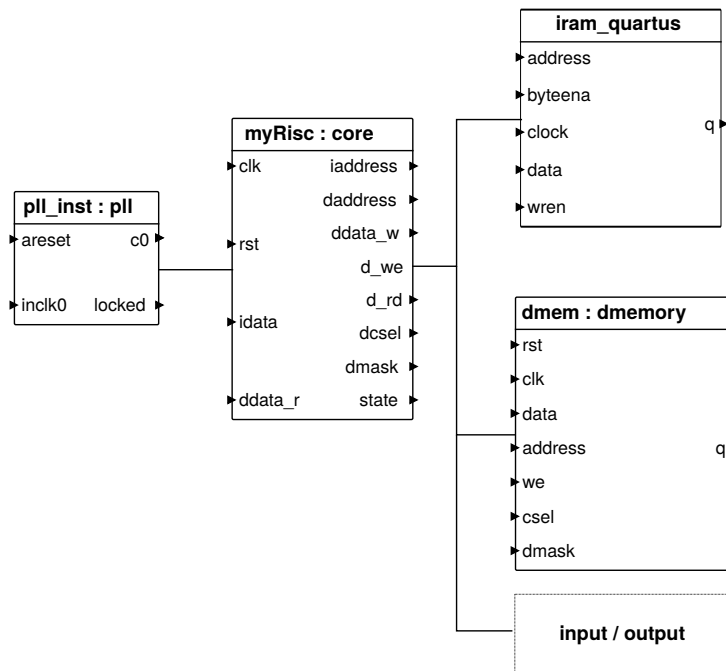 pll_inst : pll
areset c0
inclk0 locked
myRisc : core
clk iaddress
daddress
ddata_w
rst
d_we
d_rd
idata
dcsel
dmask
ddata_r state
iram_quartus
address
byteena
q
clock
data
wren
dmem : dmemory
rst
clk
data
address q
we
csel
dmask
input / output